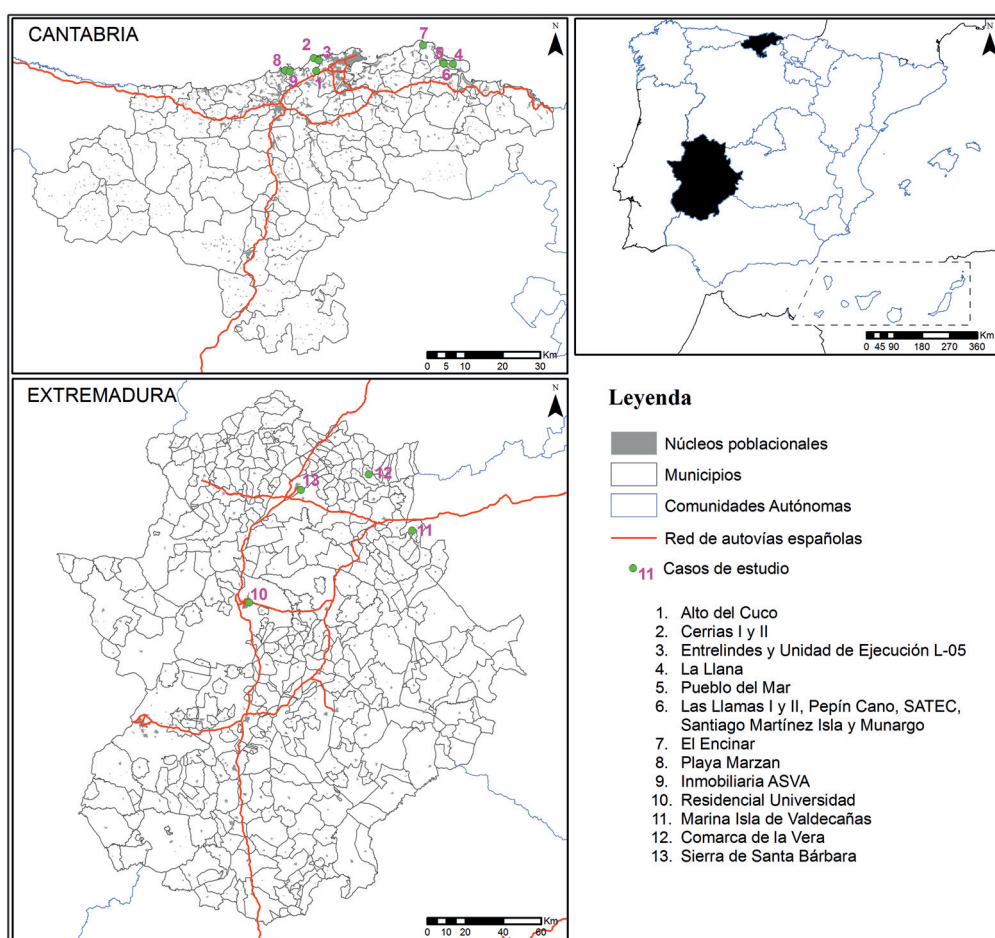 CANTABRIA
N
7
2
3
8
5
4
9
1
6
Km
0 5 10 20 30
N
Km
0 45 90 180 270 360
EXTREMADURA
N
12
13
11
10
Km
0 10 20 40 60
Leyenda
Núcleos poblacionales
Municipios
Comunidades Autónomas
Red de autovías españolas
11 Casos de estudio
1. Alto del Cuco
2. Cerrias I y II
3. Entrelindes y Unidad de Ejecución L-05
4. La Llana
5. Pueblo del Mar
6. Las Llamas I y II, Pepín Cano, SATEC,
Santiago Martínez Isla y Munargo
7. El Encinar
8. Playa Marzan
9. Inmobiliaria ASVA
10. Residencial Universidad
11. Marina Isla de Valdecañas
12. Comarca de la Vera
13. Sierra de Santa Bárbara